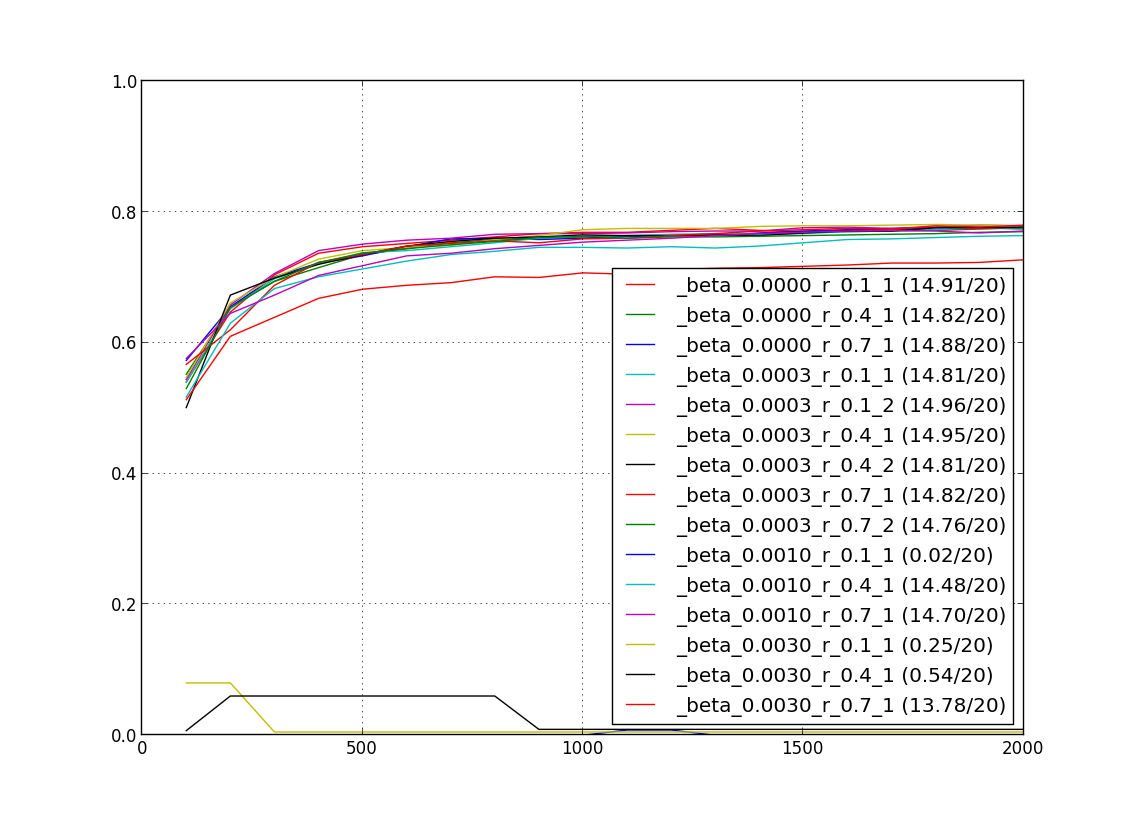 1.0
0.8
0.6
0.4
0.2
0.0
0
500
1000
1500
2000
_beta_0.0000_r_0.1_1 (14.91/20)
_beta_0.0000_r_0.4_1 (14.82/20)
_beta_0.0000_r_0.7_1 (14.88/20)
_beta_0.0003_r_0.1_1 (14.81/20)
_beta_0.0003_r_0.1_2 (14.96/20)
_beta_0.0003_r_0.4_1 (14.95/20)
_beta_0.0003_r_0.4_2 (14.81/20)
_beta_0.0003_r_0.7_1 (14.82/20)
_beta_0.0003_r_0.7_2 (14.76/20)
_beta_0.0010_r_0.1_1 (0.02/20)
_beta_0.0010_r_0.4_1 (14.48/20)
_beta_0.0010_r_0.7_1 (14.70/20)
_beta_0.0030_r_0.1_1 (0.25/20)
_beta_0.0030_r_0.4_1 (0.54/20)
_beta_0.0030_r_0.7_1 (13.78/20)